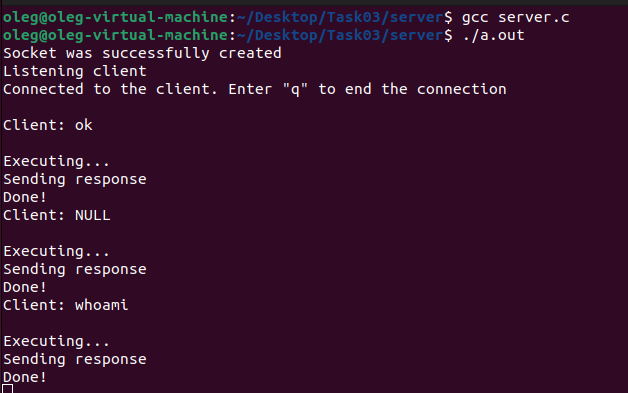 oleg@oleg-virtual-machine:~/Desktop/Task03/server$ gcc server.c
oleg@oleg-virtual-machine:~/Desktop/Task03/server$ ./a.out
Socket was successfully created
Listening client
Connected to the client. Enter "q" to end the connection
Client: ok
Executing...
Sending response
Done!
Client: NULL
Executing...
Sending response
Done!
Client: whoami
Executing...
Sending response
Done!